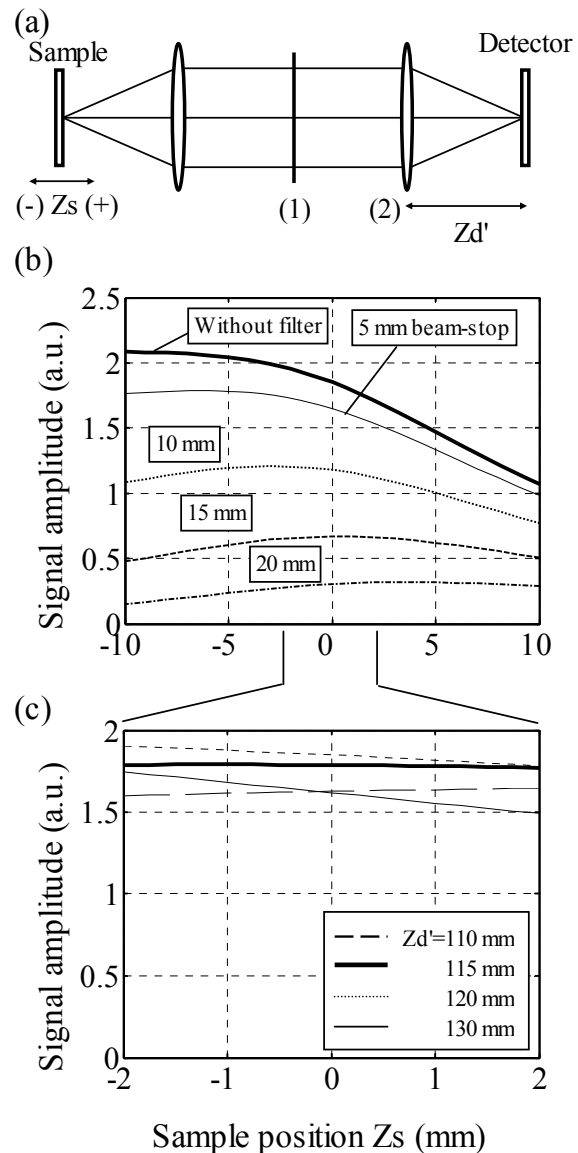 (a)
Sample
Detector
(-) Zs (+)
(1)
(2)
Zd'
(b)
2.5
2
1.5
1
0.5
0
Signal amplitude (a.u.)
Without filter
5 mm beam-stop
10 mm
15 mm
20 mm
-10
-5
0
5
10
(c)
2
1.5
1
0.5
0
Signal amplitude (a.u.)
Zd'=110 mm
115 mm
120 mm
130 mm
-2
-1
0
1
2
Sample position Zs (mm)